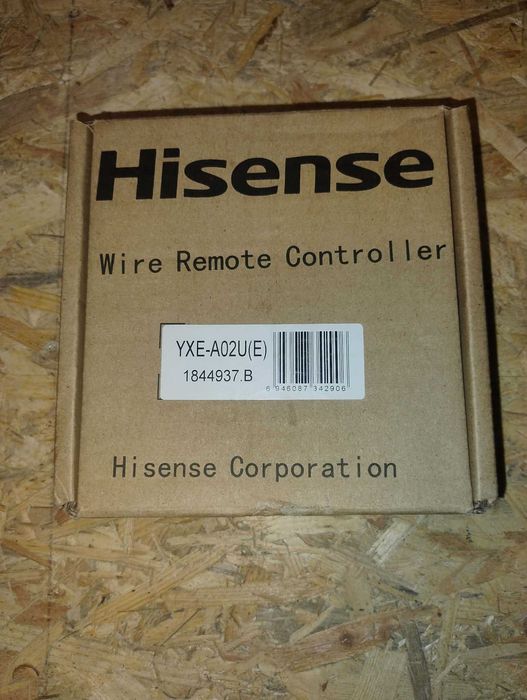 Hisense
Wire Remote Controller
YXE-A02U(E)
1844937.B
6 946087 342906
Hisense Corporation